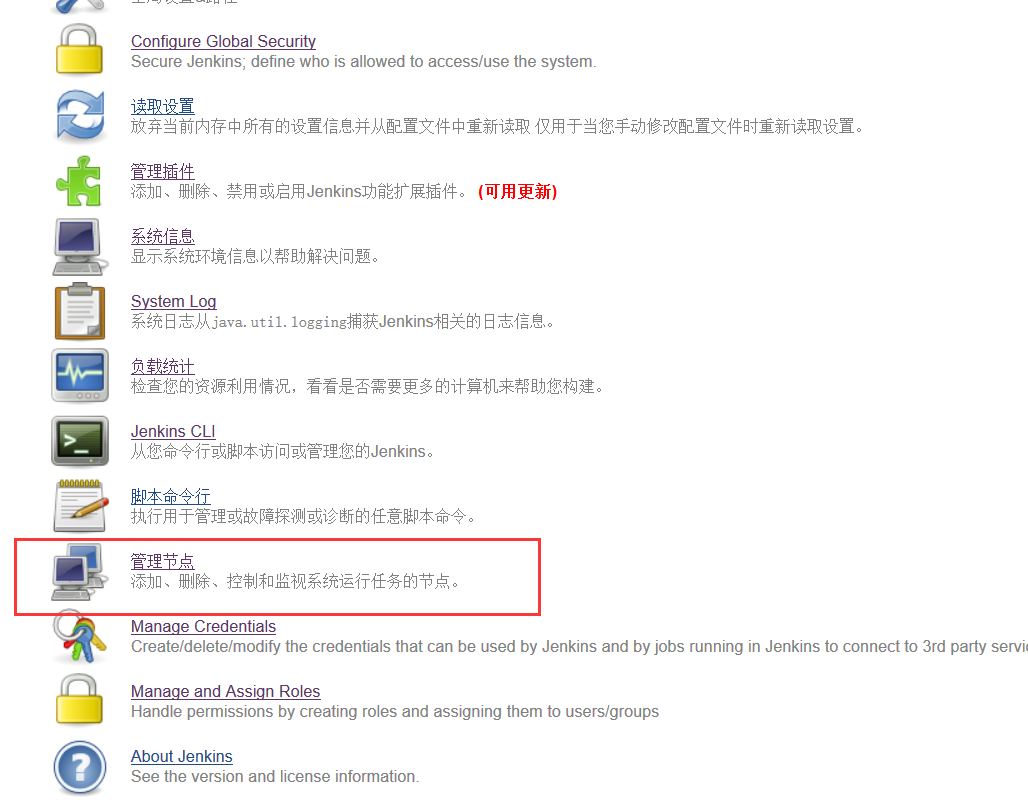 Configure Global Security
Secure Jenkins; define who is allowed to access/use the system.
读取设置
放弃当前内存中所有的设置信息并从配置文件中重新读取 仅用于当您手动修改配置文件时重新读取设置。
管理插件
添加、删除、禁用或启用Jenkins功能扩展插件。 (可用更新)
系统信息
显示系统环境信息以帮助解决问题。
System Log
系统日志从java.util.logging捕获Jenkins相关的日志信息。
负载统计
检查您的资源利用情况，看看是否需要更多的计算机来帮助您构建。
Jenkins CLI
从您命令行或脚本访问或管理您的Jenkins。
脚本命令行
执行用于管理或故障探测或诊断的任意脚本命令。
管理节点
添加、删除、控制和监视系统运行任务的节点。
Manage Credentials
Create/delete/modify the credentials that can be used by Jenkins and by jobs running in Jenkins to connect to 3rd party
Manage and Assign Roles
Handle permissions by creating roles and assigning them to users/groups
About Jenkins
See the version and license information.